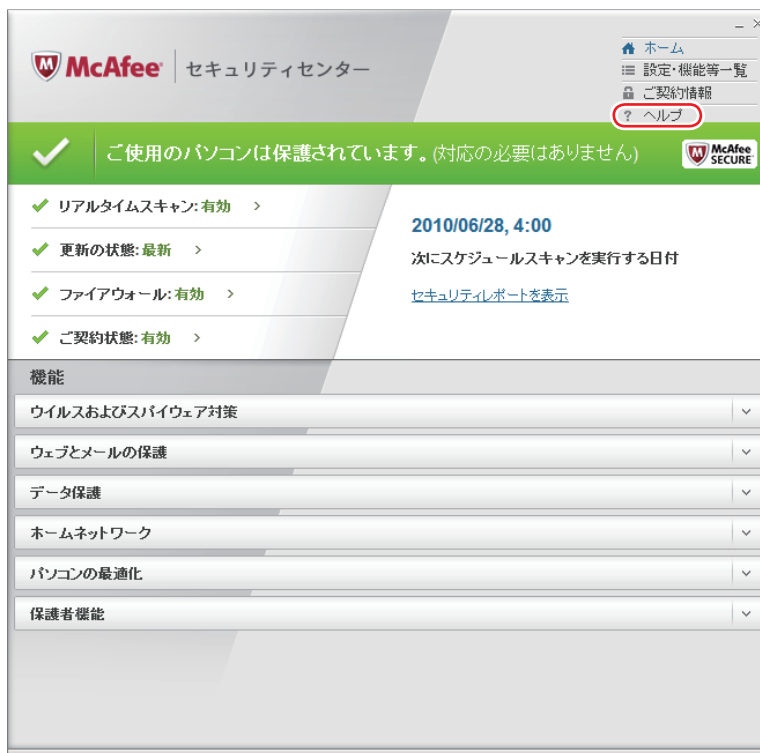 McAfee セキュリティセンター
ホーム
設定・機能等一覧
ご契約情報
? ヘルプ
ご使用のパソコンは保護されています。(対応の必要はありません)
McAfee SECURE
リアルタイムスキャン:有効
更新の状態:最新
ファイアウォール:有効
ご契約状態:有効
2010/06/28, 4:00
次にスケジュールスキャンを実行する日付
セキュリティレポートを表示
機能
ウイルスおよびスパイウェア対策
ウェブとメールの保護
データ保護
ホームネットワーク
パソコンの最適化
保護者機能